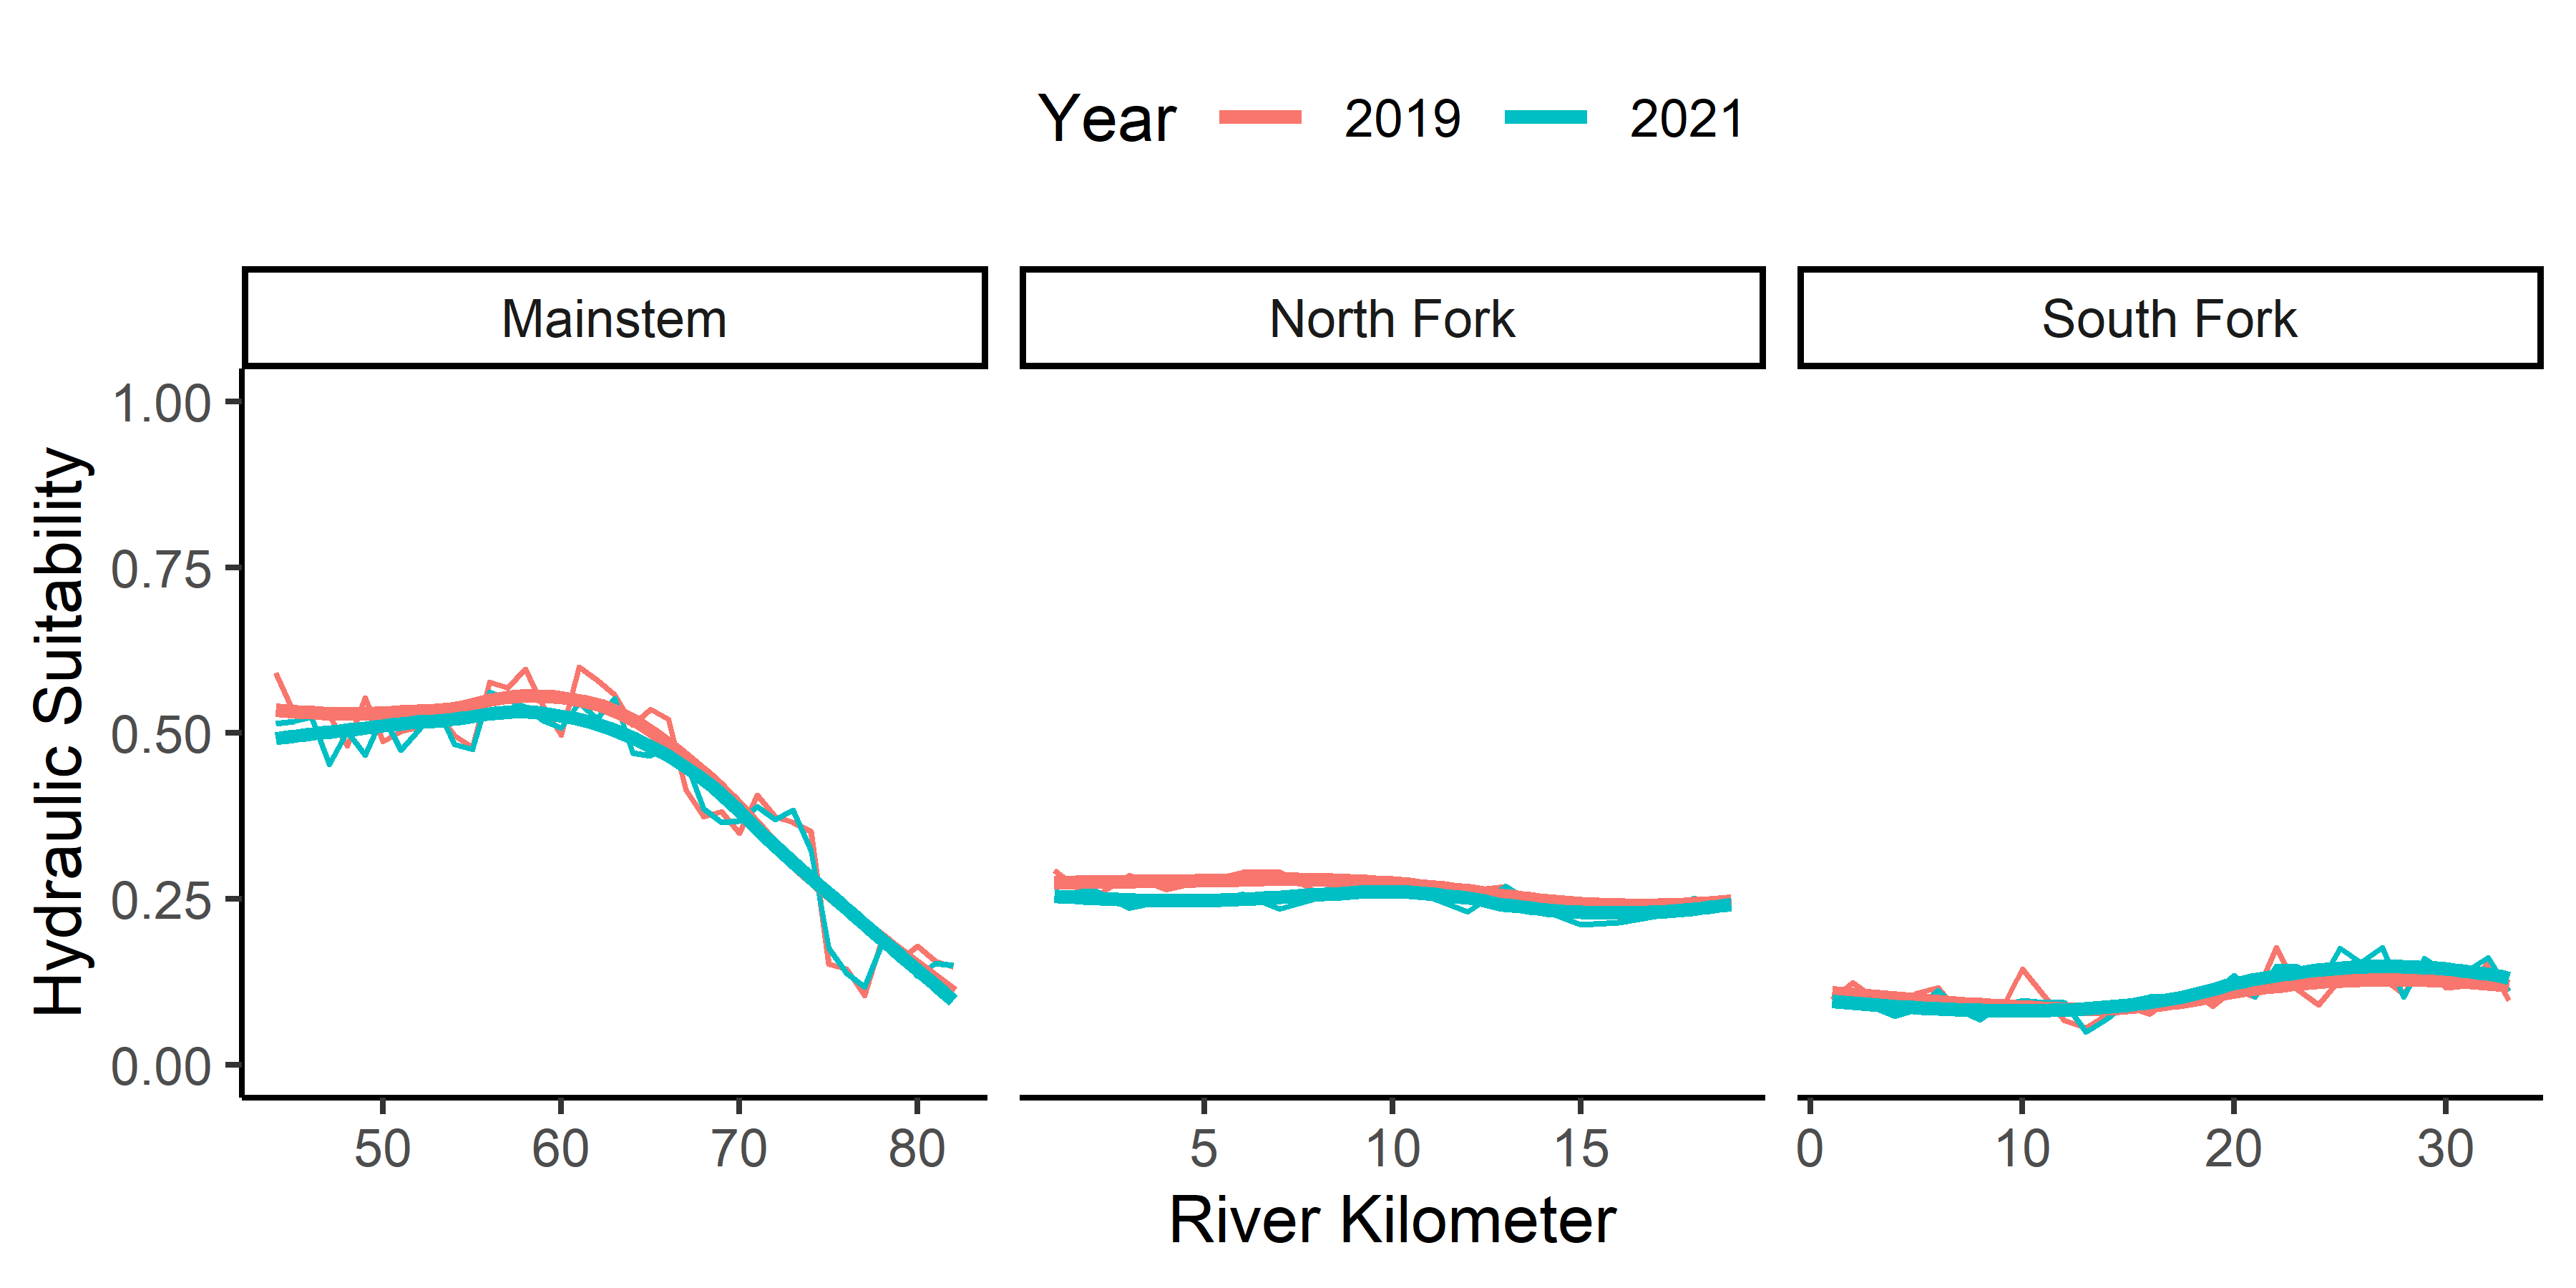 Year 2019 2021
Mainstem North Fork South Fork
Hydraulic Suitability
1.00
0.75
0.50
0.25
0.00
50 60 70 80 5 10 15 0 10 20 30
River Kilometer